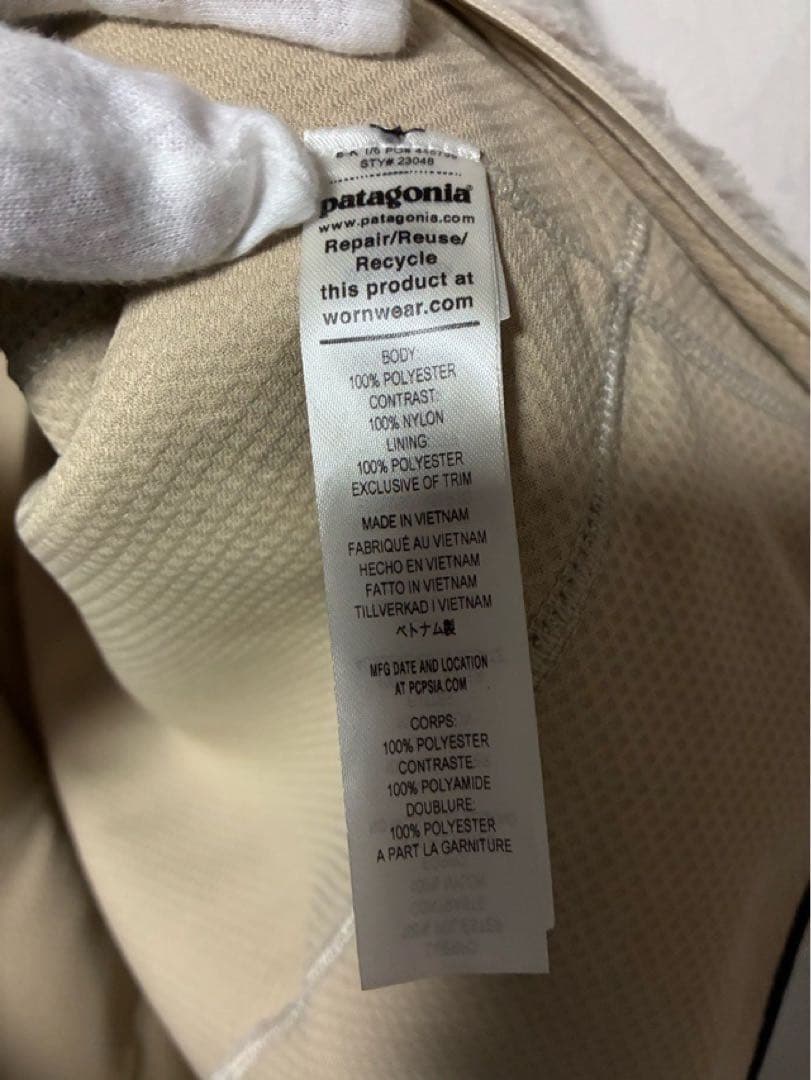 STY# 23048
patagonia®
www.patagonia.com
Repair/Reuse/
Recycle
this product at
wornwear.com
BODY:
100% POLYESTER
CONTRAST:
100% NYLON
LINING:
100% POLYESTER
EXCLUSIVE OF TRIM
MADE IN VIETNAM
FABRIQUÉ AU VIETNAM
HECHO EN VIETNAM
FATTO IN VIETNAM
TILLVERKAD I VIETNAM
ベトナム製
MFG DATE AND LOCATION
AT PCPSIA.COM
CORPS:
100% POLYESTER
CONTRASTE:
100% POLYAMIDE
DOUBLURE:
100% POLYESTER
A PART LA GARNITURE